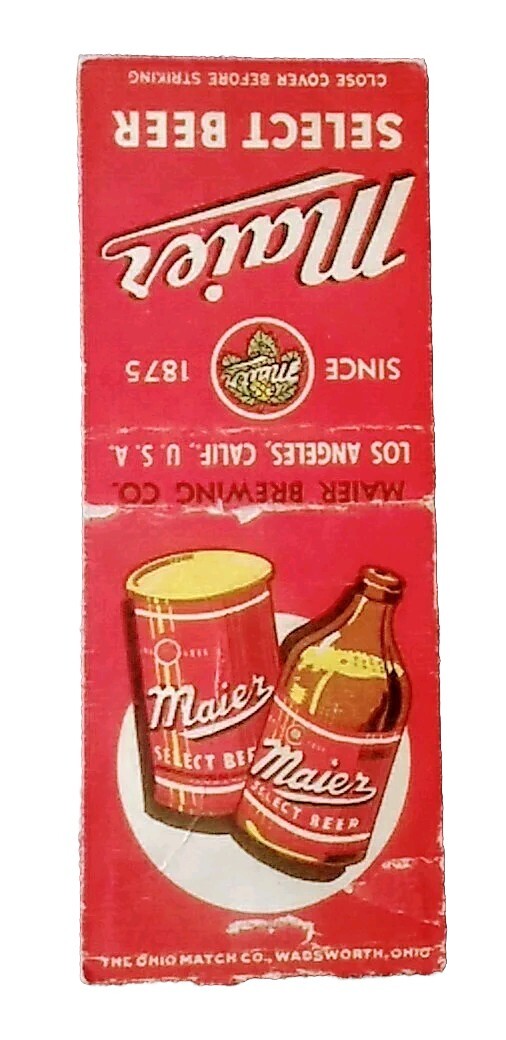 CLOSE COVER BEFORE STRIKING
SELECT BEER
Maier
SINCE 1875
Maier
LOS ANGELES, CALIF., U. S. A.
MAIER BREWING CO.
Maier
SELECT BEER
Maier
SELECT BEER
THE OHIO MATCH CO., WADSWORTH, OHIO